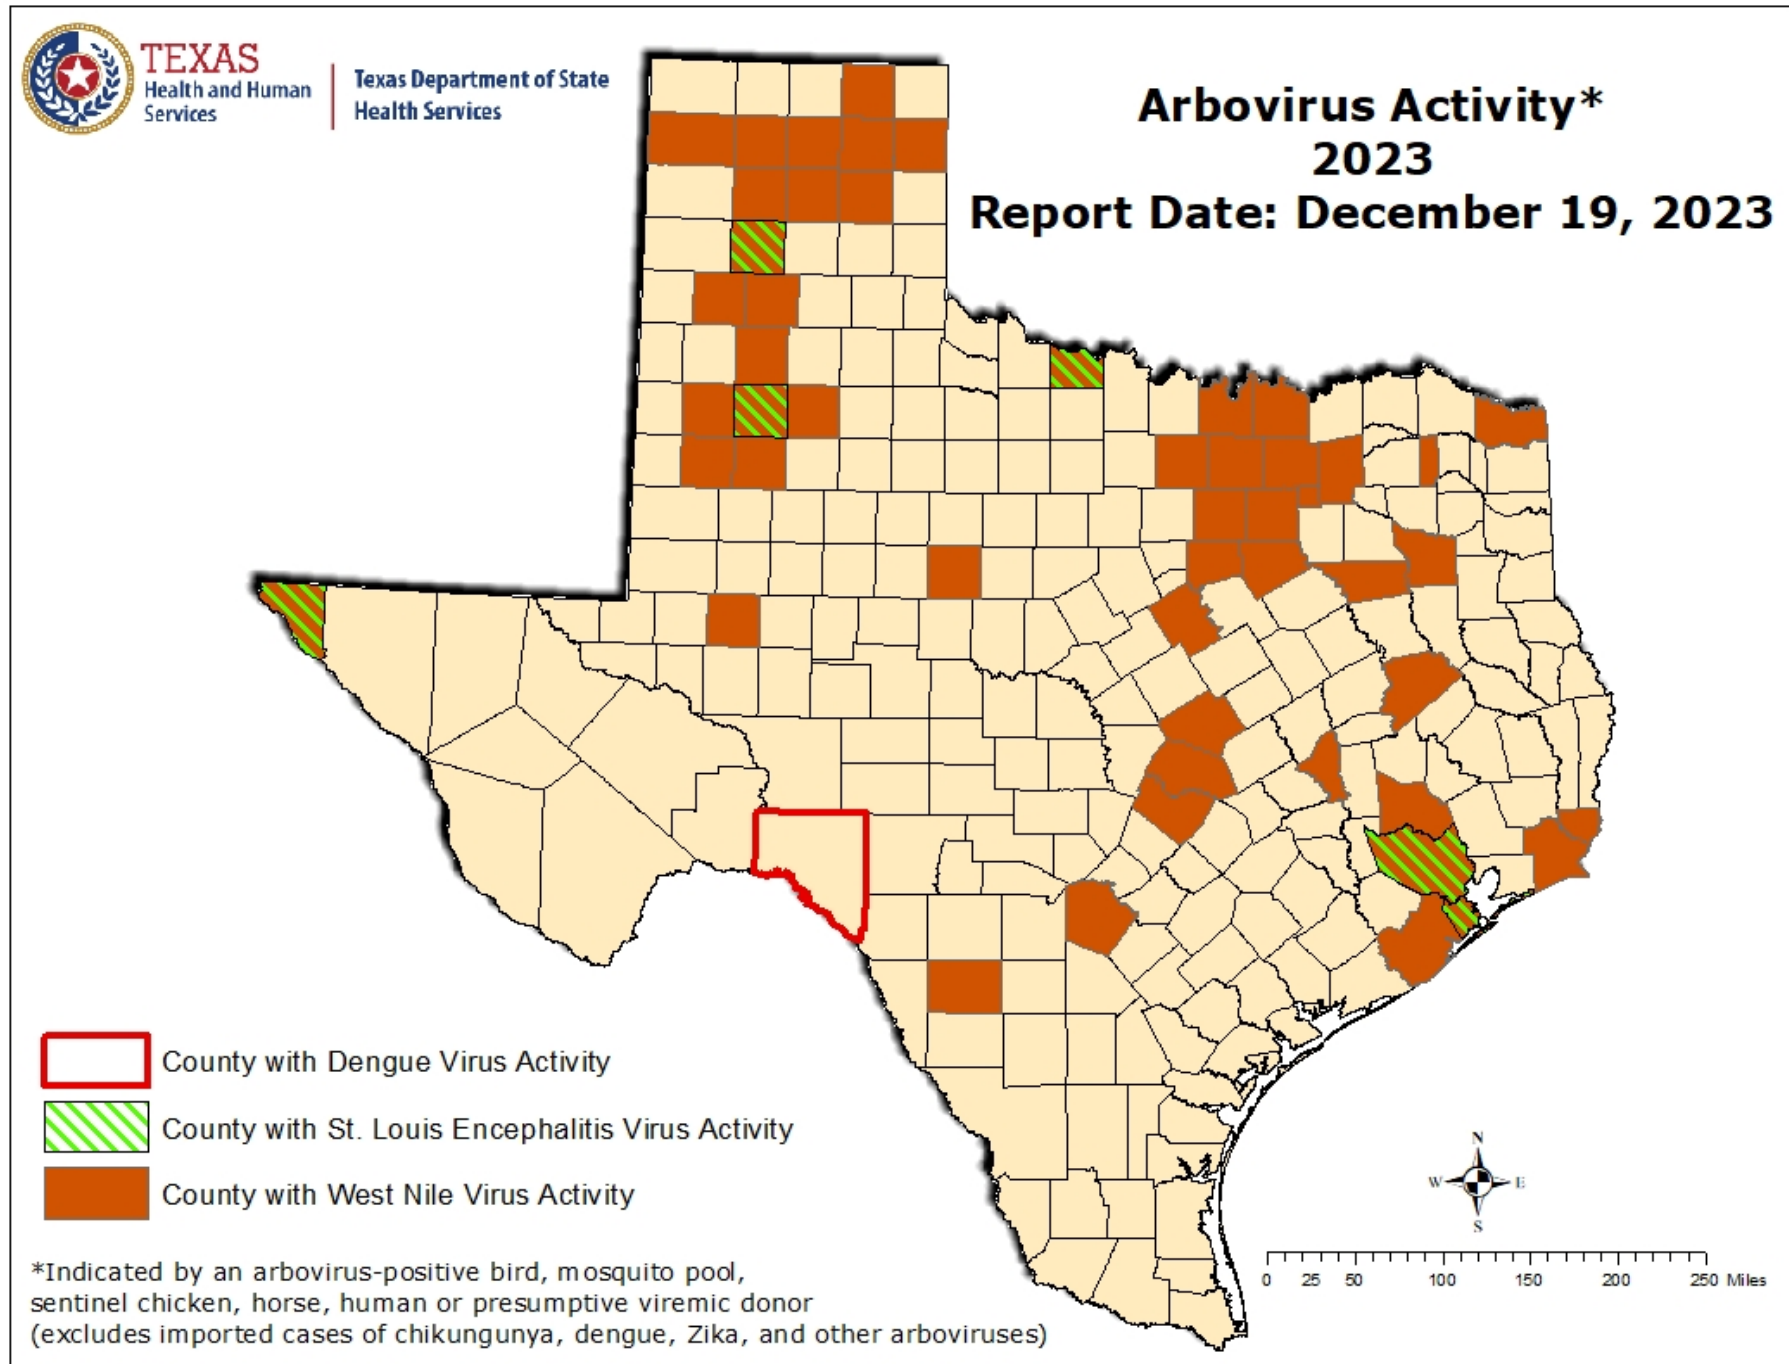 TEXAS
Health and Human
Services
Texas Department of State
Health Services
Arbovirus Activity*
2023
Report Date: December 19, 2023
County with Dengue Virus Activity
County with St. Louis Encephalitis Virus Activity
County with West Nile Virus Activity
*Indicated by an arbovirus-positive bird, mosquito pool,
sentinel chicken, horse, human or presumptive viremic donor
(excludes imported cases of chikungunya, dengue, Zika, and other arboviruses)
N
W E
S
0 25 50 100 150 200 250 Miles